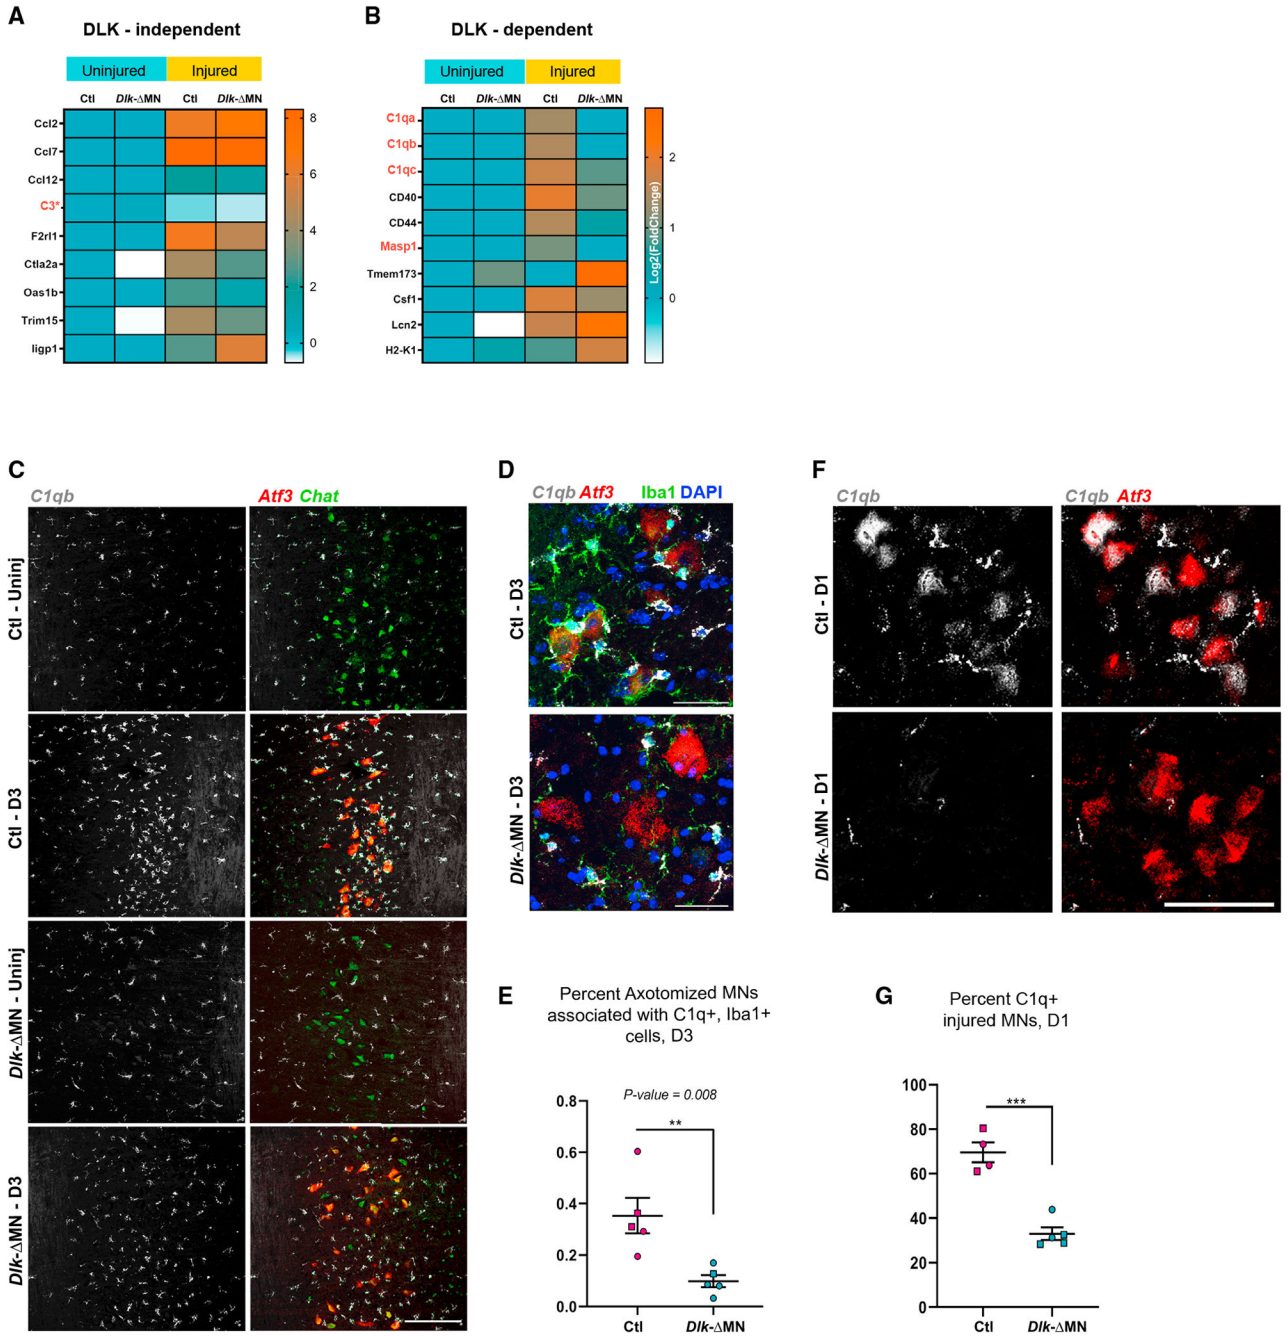 A
DLK - independent
Uninjured
Injured
Ctl
Dlk-ΔMN
Ctl
Dlk-ΔMN
Ccl2
Ccl7
Ccl12
C3*
F2rl1
Ctla2a
Oas1b
Trim15
Iigp1
8
6
4
2
0
B
DLK - dependent
Uninjured
Injured
Ctl
Dlk-ΔMN
Ctl
Dlk-ΔMN
C1qa
C1qb
C1qc
CD40
CD44
Masp1
Tmem173
Csf1
Lcn2
H2-K1
2
1
0
Log2(FoldChange)
C
C1qb
Atf3 Chat
Ctl - Uninj
Ctl - D3
Dlk-ΔMN - Uninj
Dlk-ΔMN - D3
D
C1qb Atf3
Iba1 DAPI
Ctl - D3
Dlk-ΔMN - D3
E
Percent Axotomized MNs
associated with C1q+, Iba1+
cells, D3
P-value = 0.008
**
0.8
0.6
0.4
0.2
0.0
Ctl
Dlk-ΔMN
F
C1qb
C1qb Atf3
Ctl - D1
Dlk-ΔMN - D1
G
Percent C1q+
injured MNs, D1
***
100
80
60
40
20
0
Ctl
Dlk-ΔMN